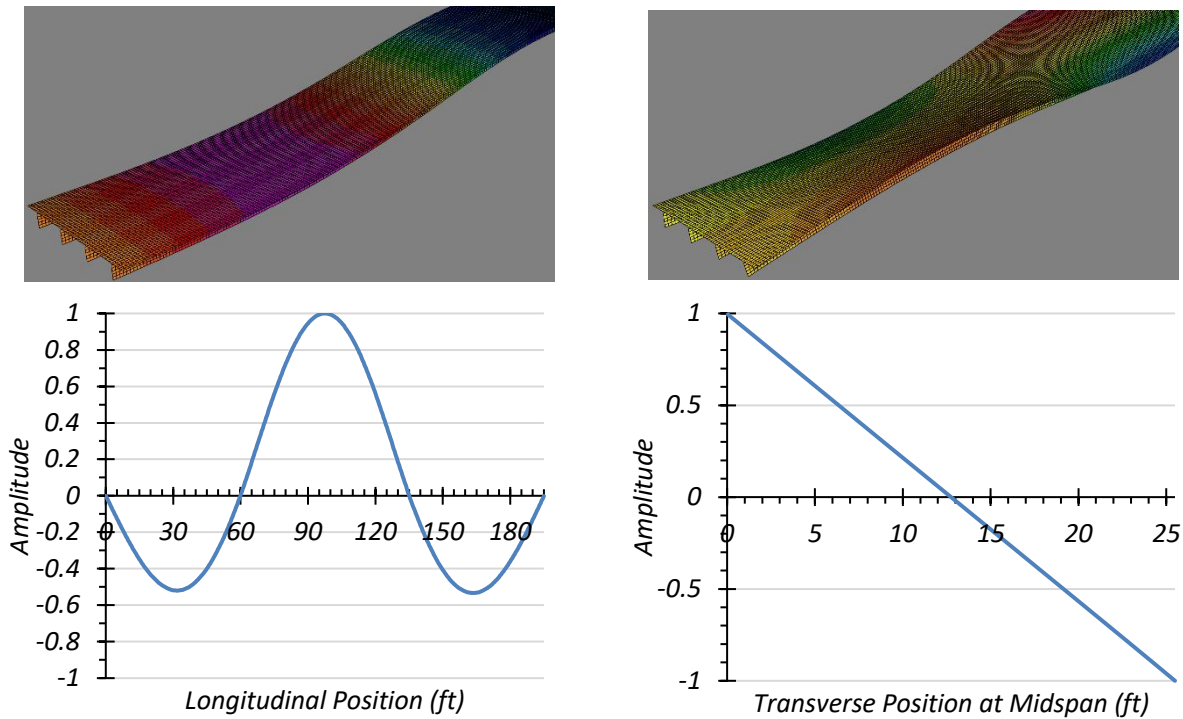 1
0.8
0.6
0.4
0.2
0
-0.2
-0.4
-0.6
-0.8
-1
0 30 60 90 120 150 180
Amplitude
Longitudinal Position (ft)
1
0.5
0
-0.5
-1
0 5 10 15 20 25
Amplitude
Transverse Position at Midspan (ft)